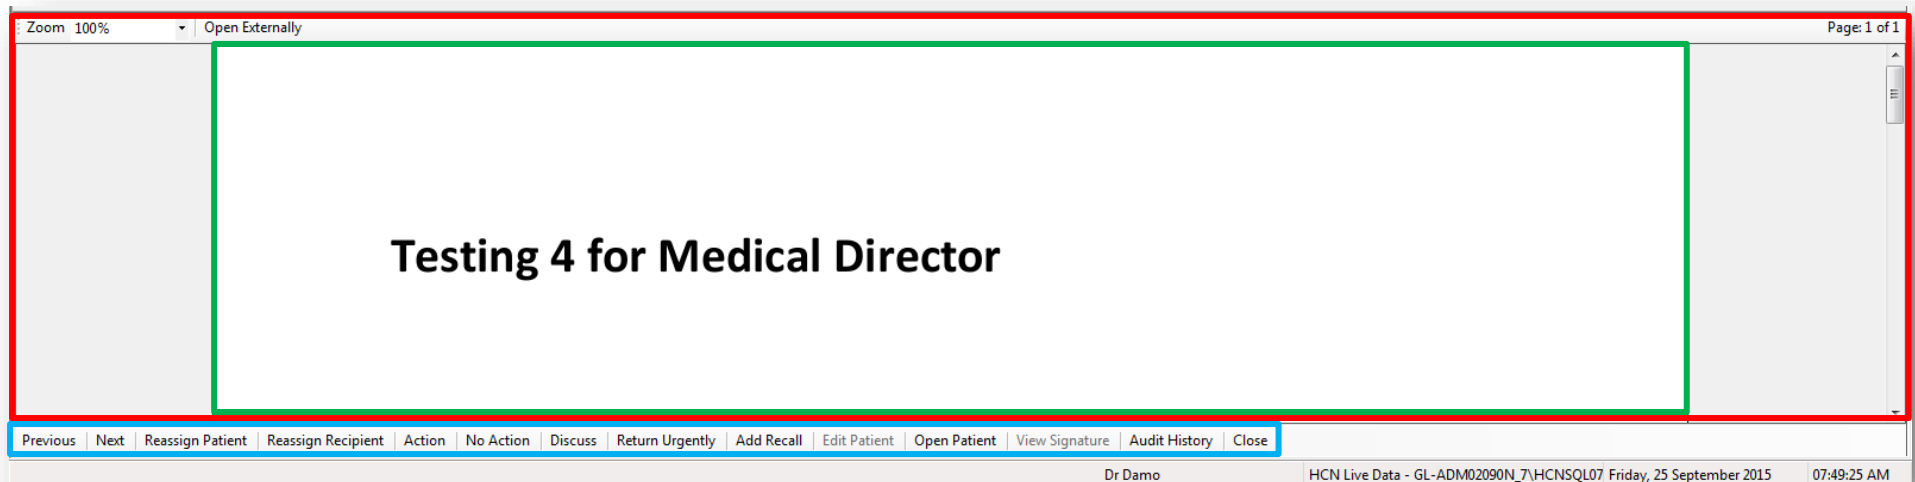 Zoom 100% Open Externally Page: 1 of 1
Testing 4 for Medical Director
Previous Next Reassign Patient Reassign Recipient Action No Action Discuss Return Urgently Add Recall Edit Patient Open Patient View Signature Audit History Close
Dr Damo HCN Live Data - GL-ADM02090N_7\HCNSQL07 Friday, 25 September 2015 07:49:25 AM